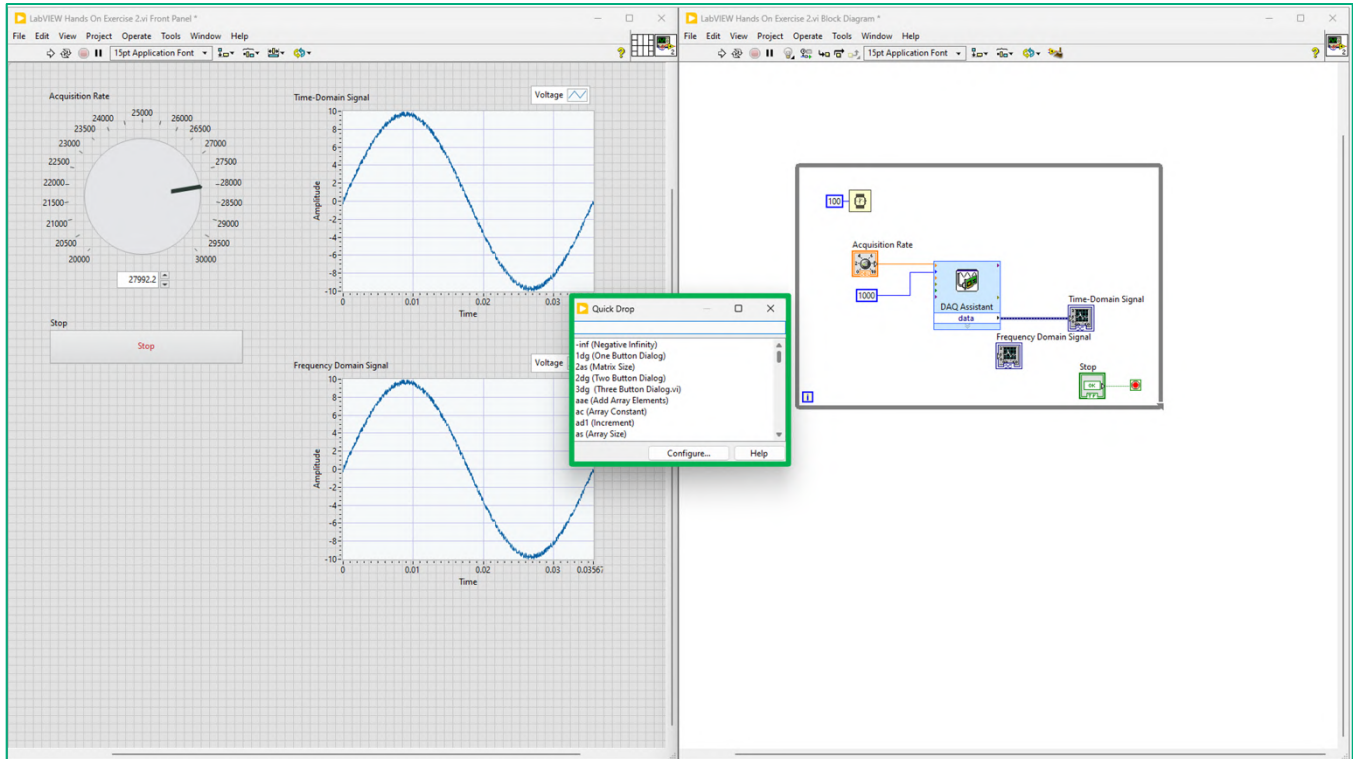 LabVIEW Hands On Exercise 2.vi Front Panel *
File Edit View Project Operate Tools Window Help
15pt Application Font
2
Acquisition Rate
20000
20500
21000
21500
22000
22500
23000
23500
24000
25000
26000
26500
27000
27500
28000
28500
29000
29500
30000
27992.2
Stop
Stop
Time-Domain Signal
Voltage
Amplitude
10
8
6
4
2
0
-2
-4
-6
-8
-10
0 0.01 0.02 0.03
Time
Frequency Domain Signal
Voltage
Amplitude
10
8
6
4
2
0
-2
-4
-6
-8
-10
0 0.01 0.02 0.03 0.03567
Time
Quick Drop
-inf (Negative Infinity)
1dg (One Button Dialog)
2as (Matrix Size)
2dg (Two Button Dialog)
3dg (Three Button Dialog.vi)
aae (Add Array Elements)
ac (Array Constant)
ad1 (Increment)
as (Array Size)
Configure... Help
LabVIEW Hands On Exercise 2.vi Block Diagram *
File Edit View Project Operate Tools Window Help
15pt Application Font
2
100
Acquisition Rate
1000
DAQ Assistant
data
Time-Domain Signal
Frequency Domain Signal
Stop
OK
i